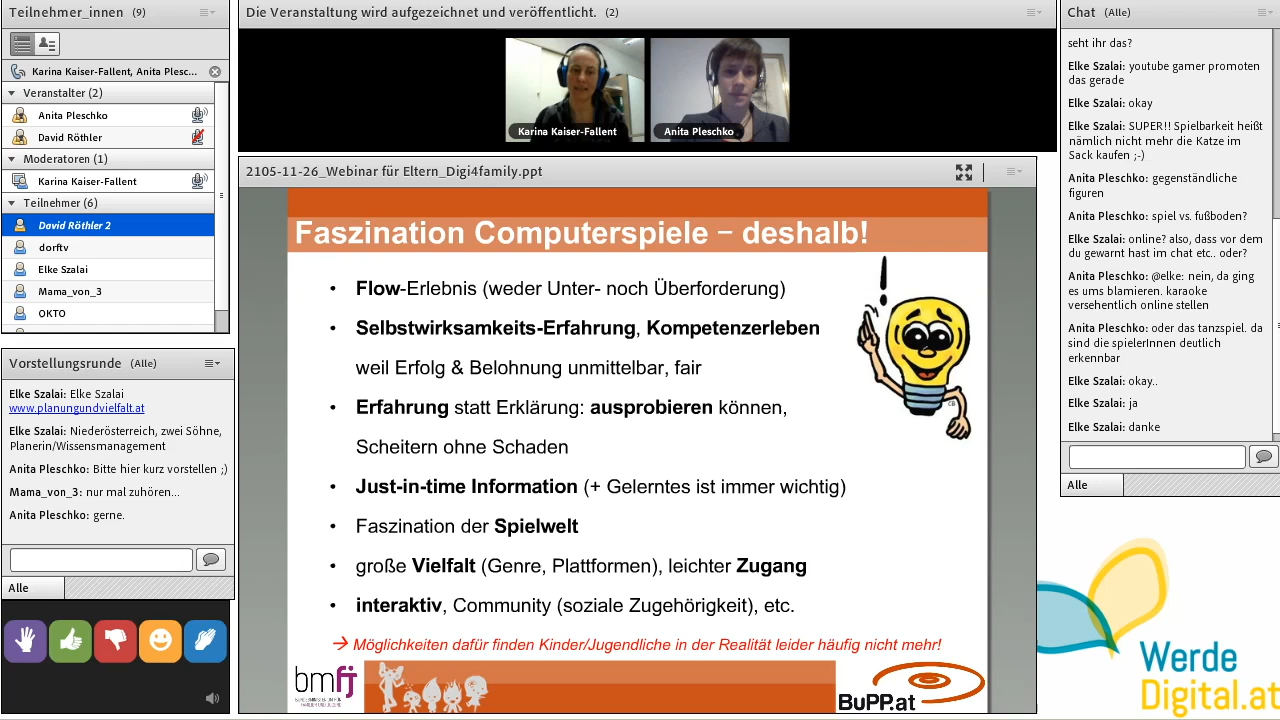 Teilnehmer_innen (9)
Karina Kaiser-Fallent, Anita Plesc...
Veranstalter (2)
Anita Pleschko
David Röthler
Moderatoren (1)
Karina Kaiser-Fallent
Teilnehmer (6)
David Röthler 2
dorftv
Elke Szalai
Mama_von_3
OKTO
Vorstellungsrunde (Alle)
Elke Szalai: Elke Szalai
www.planungundvielfalt.at
Elke Szalai: Niederösterreich, zwei Söhne,
Planerin/Wissensmanagement
Anita Pleschko: Bitte hier kurz vorstellen ;)
Mama_von_3: nur mal zuhören...
Anita Pleschko: gerne.
Alle
Die Veranstaltung wird aufgezeichnet und veröffentlicht. (2)
Karina Kaiser-Fallent
Anita Pleschko
2105-11-26_Webinar für Eltern_Digi4family.ppt
Faszination Computerspiele – deshalb!
• Flow-Erlebnis (weder Unter- noch Überforderung)
• Selbstwirksamkeits-Erfahrung, Kompetenzerleben
weil Erfolg & Belohnung unmittelbar, fair
• Erfahrung statt Erklärung: ausprobieren können,
Scheitern ohne Schaden
• Just-in-time Information (+ Gelerntes ist immer wichtig)
• Faszination der Spielwelt
• große Vielfalt (Genre, Plattformen), leichter Zugang
• interaktiv, Community (soziale Zugehörigkeit), etc.
→ Möglichkeiten dafür finden Kinder/Jugendliche in der Realität leider häufig nicht mehr!
bmfj
BuPP.at
Chat (Alle)
seht ihr das?
Elke Szalai: youtube gamer promoten
das gerade
Elke Szalai: okay
Elke Szalai: SUPER!! Spielbarkeit heißt
nämlich nicht mehr die Katze im
Sack kaufen ;-)
Anita Pleschko: gegenständliche
figuren
Anita Pleschko: spiel vs. fußboden?
Elke Szalai: online? also, dass vor dem
du gewarnt hast im chat etc.. oder?
Anita Pleschko: @elke: nein, da ging
es ums blamieren. karaoke
versehentlich online stellen
Anita Pleschko: oder das tanzspiel. da
sind die spielerInnen deutlich
erkennbar
Elke Szalai: okay..
Elke Szalai: ja
Elke Szalai: danke
Alle
Werde
Digital.at